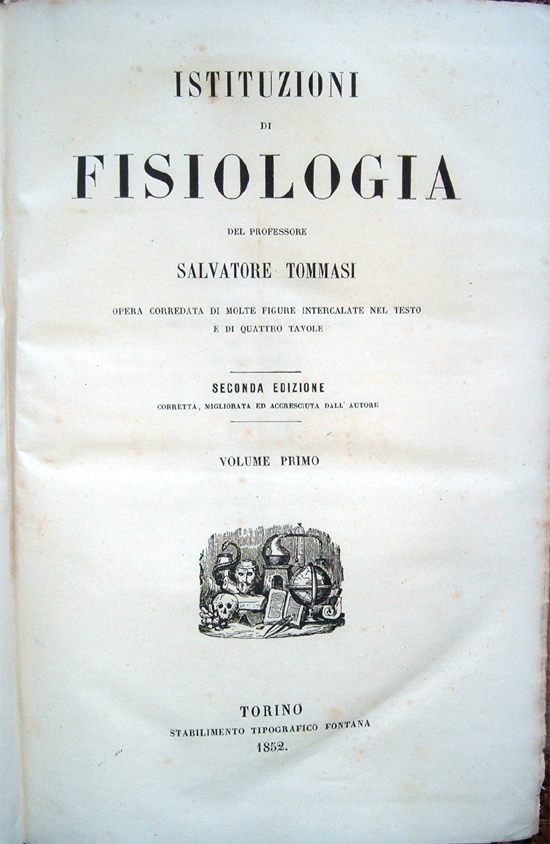 ISTITUZIONI
DI
FISIOLOGIA
DEL PROFESSORE
SALVATORE TOMMASI
OPERA CORREDATA DI MOLTE FIGURE INTERCALATE NEL TESTO
E DI QUATTRO TAVOLE
SECONDA EDIZIONE
CORRETTA, MIGLIORATA ED ACCRESCIUTA DALL' AUTORE
VOLUME PRIMO
TORINO
STABILIMENTO TIPOGRAFICO FONTANA
1852.